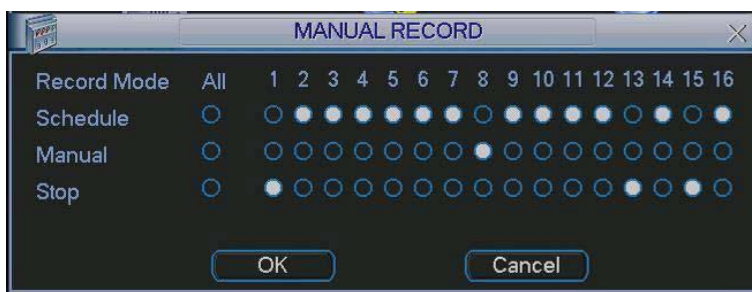 MANUAL RECORD
Record Mode All 1 2 3 4 5 6 7 8 9 10 11 12 13 14 15 16
Schedule
Manual
Stop
OK Cancel